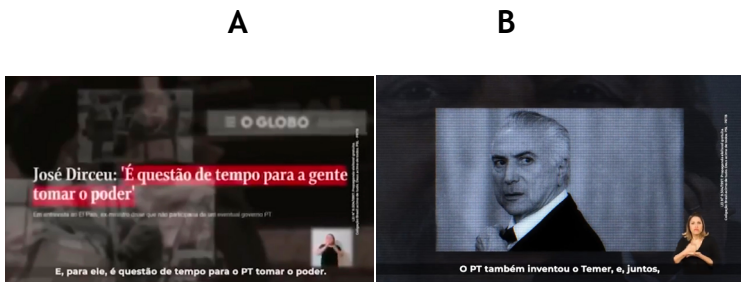 A
B
O GLOBO
José Dirceu: 'É questão de tempo para a gente
tomar o poder'
E, para ele, é questão de tempo para o PT tomar o poder.
O PT também inventou o Temer, e, juntos,